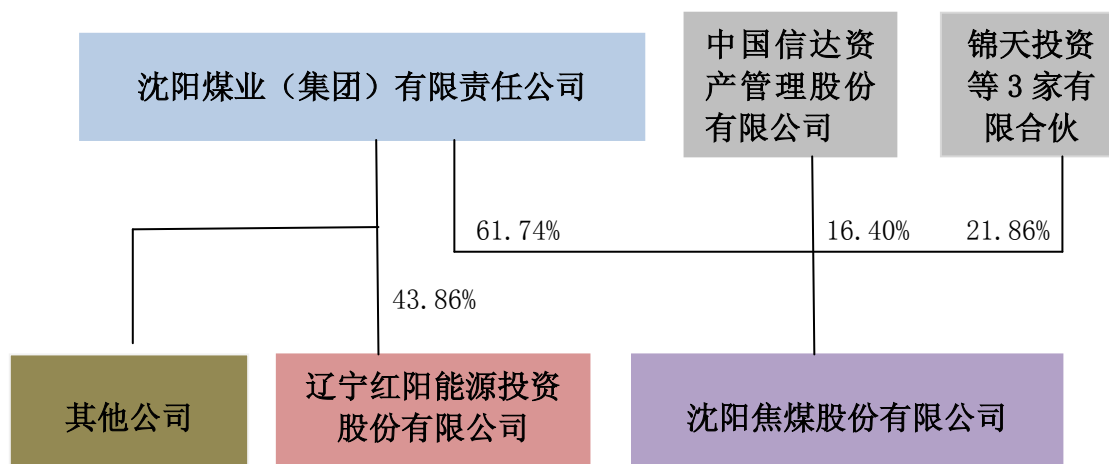 沈阳煤业（集团）有限责任公司
中国信达资
产管理股份
有限公司
锦天投资
等3家有
限合伙
61.74%
16.40%
21.86%
43.86%
其他公司
辽宁红阳能源投资
股份有限公司
沈阳焦煤股份有限公司